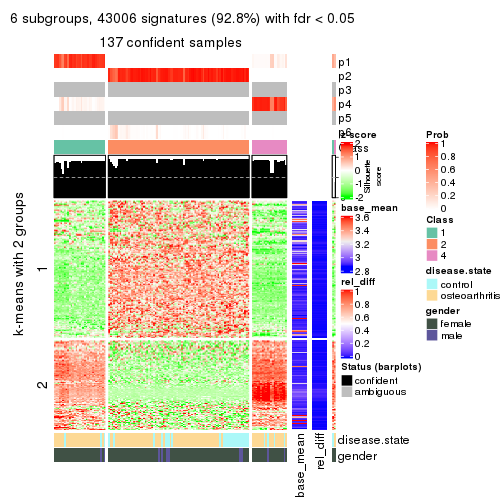 6 subgroups, 43006 signatures (92.8%) with fdr < 0.05
137 confident samples
p1
p2
p3
p4
p5
p6
Class
Silhouette
score
k-means with 2 groups
1
2
z-score
2
1
0
-1
-2
base_mean
3.6
3.4
3.2
3
2.8
rel_diff
1
0.8
0.6
0.4
0.2
0
Status (barplots)
confident
ambiguous
Prob
1
0.8
0.6
0.4
0.2
0
Class
1
2
4
disease.state
control
osteoarthritis
gender
female
male
disease.state
gender
base_mean
rel_diff